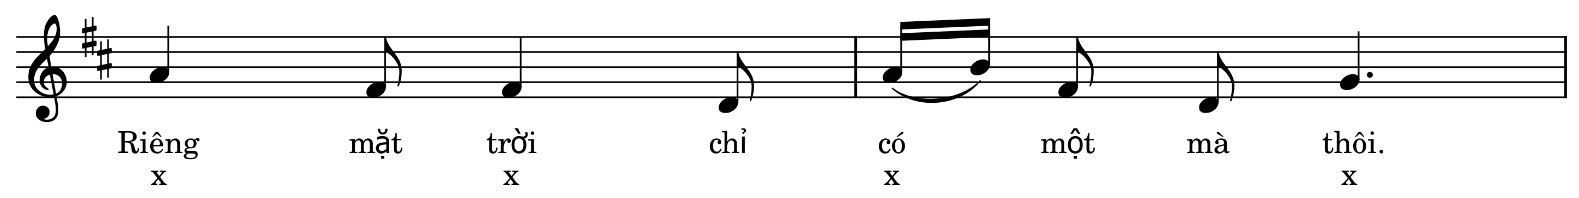 Riêng mặt trời chỉ có một mà thôi.
x x x x